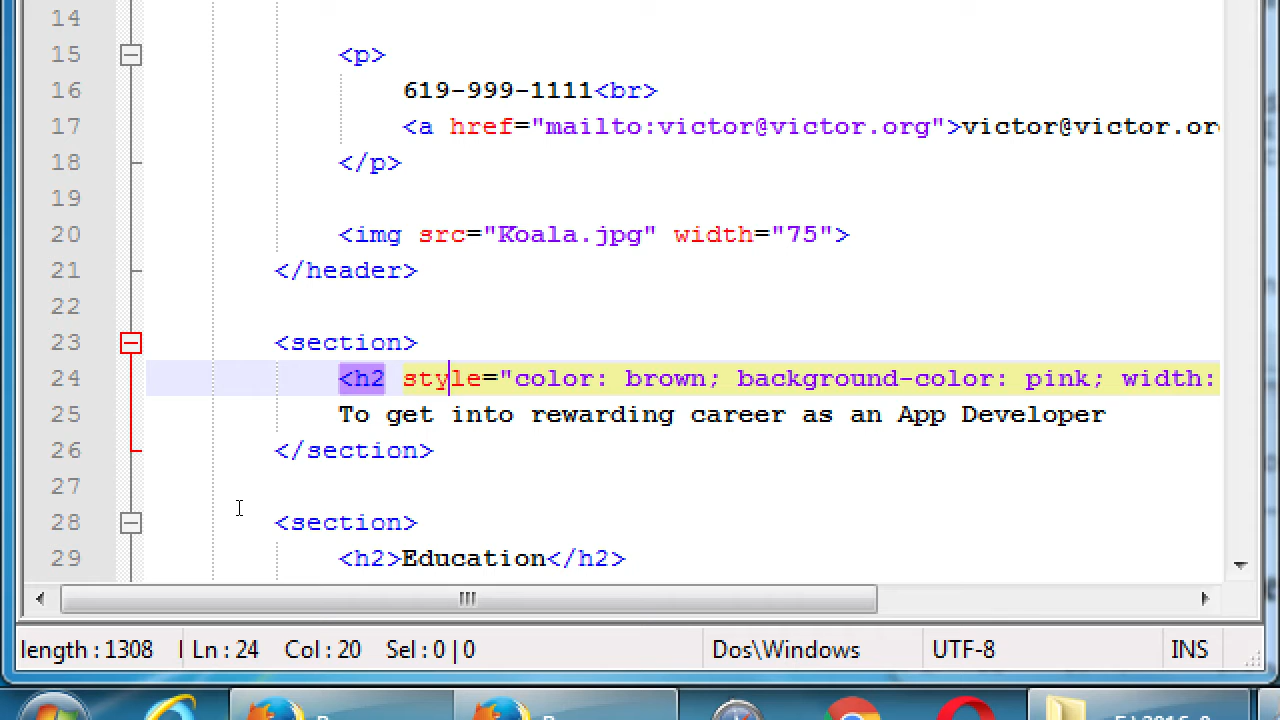 14
15 <p>
16 619-999-1111<br>
17 <a href="mailto:victor@victor.org">victor@victor.or
18 </p>
19
20 <img src="Koala.jpg" width="75">
21 </header>
22
23 <section>
24 <h2 style="color: brown; background-color: pink; width:
25 To get into rewarding career as an App Developer
26 </section>
27
28 <section>
29 <h2>Education</h2>
length : 1308 Ln : 24 Col : 20 Sel : 0 | 0 Dos\Windows UTF-8 INS